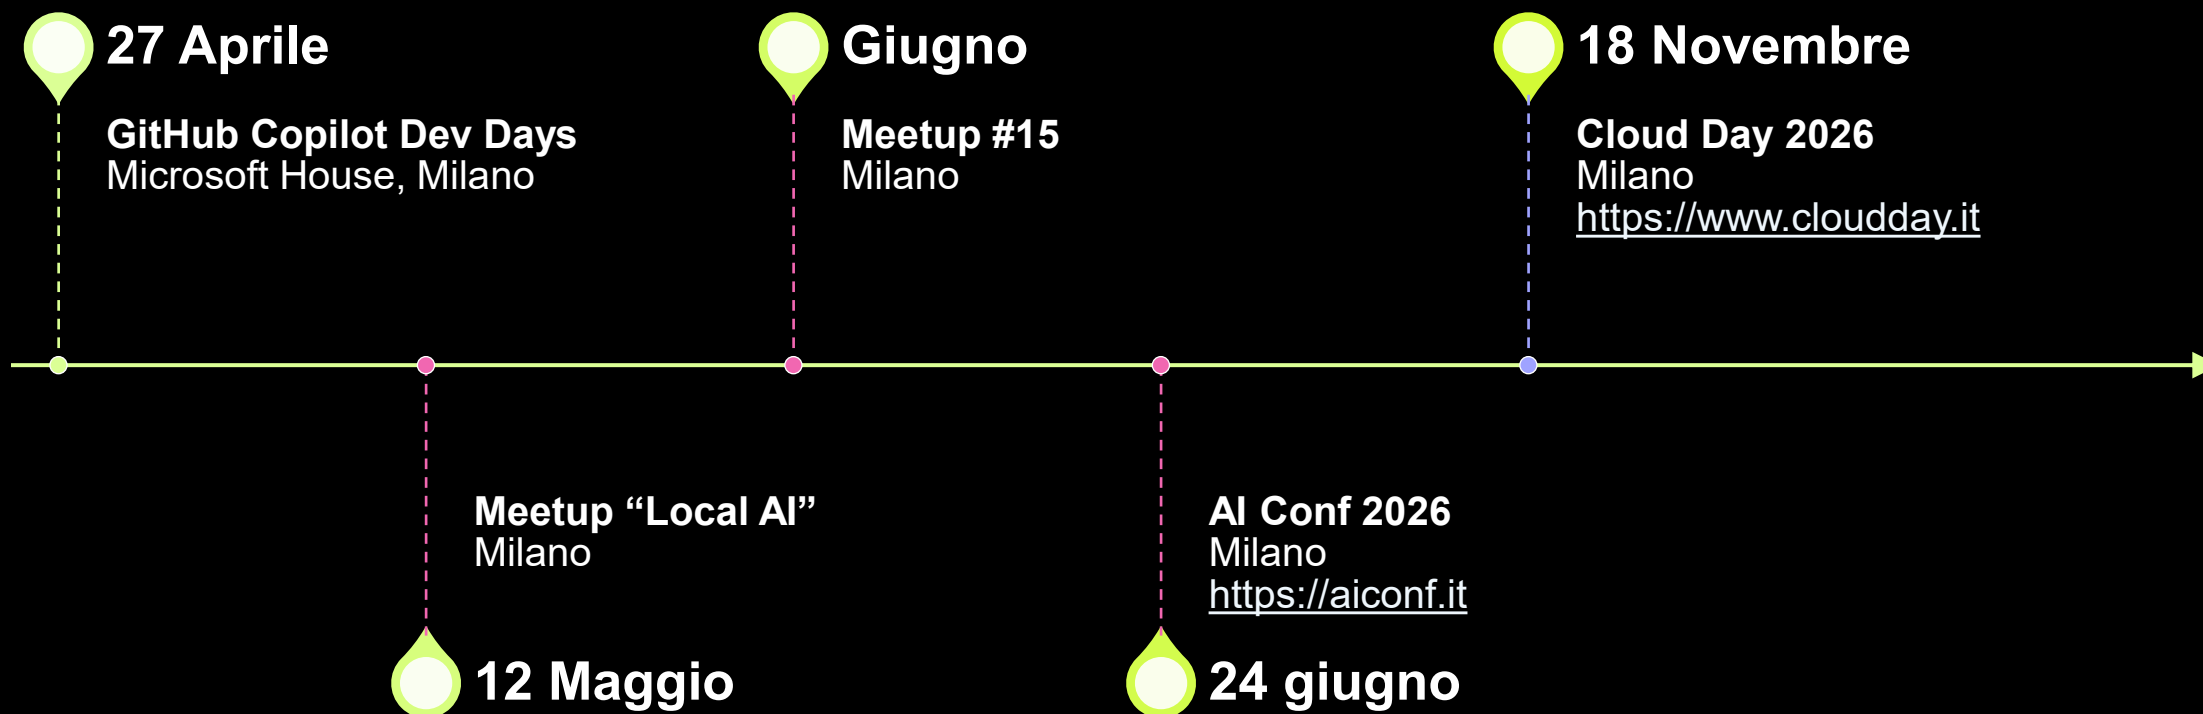 27 Aprile
GitHub Copilot Dev Days
Microsoft House, Milano
Meetup “Local AI”
Milano
12 Maggio
Giugno
Meetup #15
Milano
AI Conf 2026
Milano
https://aiconf.it
24 giugno
18 Novembre
Cloud Day 2026
Milano
https://www.cloudday.it